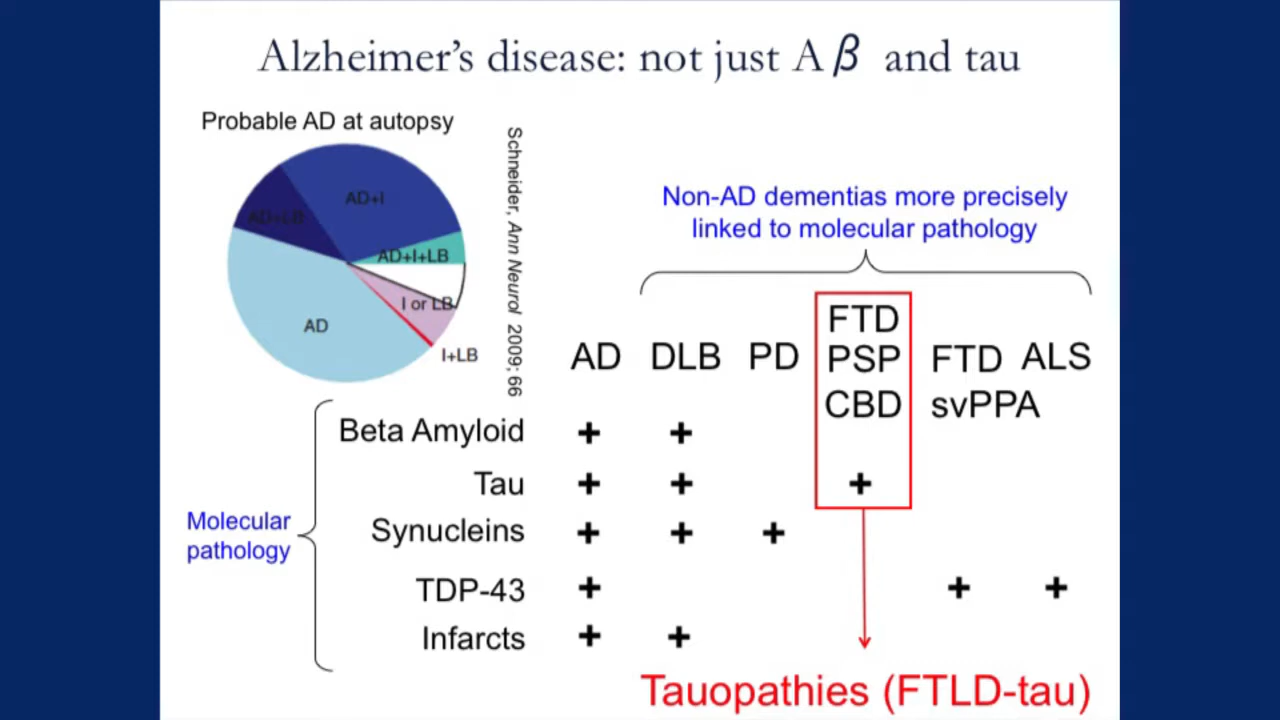 Alzheimer's disease: not just A β and tau
Probable AD at autopsy
AD+I
AD+LB
AD+I+LB
I or LB
AD
I+LB
Schneider, Ann Neurol 2009; 66
Non-AD dementias more precisely
linked to molecular pathology
AD DLB PD FTD PSP CBD FTD svPPA ALS
Beta Amyloid + +
Tau + + +
Synucleins + + +
TDP-43 + + +
Infarcts + +
Molecular
pathology
Tauopathies (FTLD-tau)